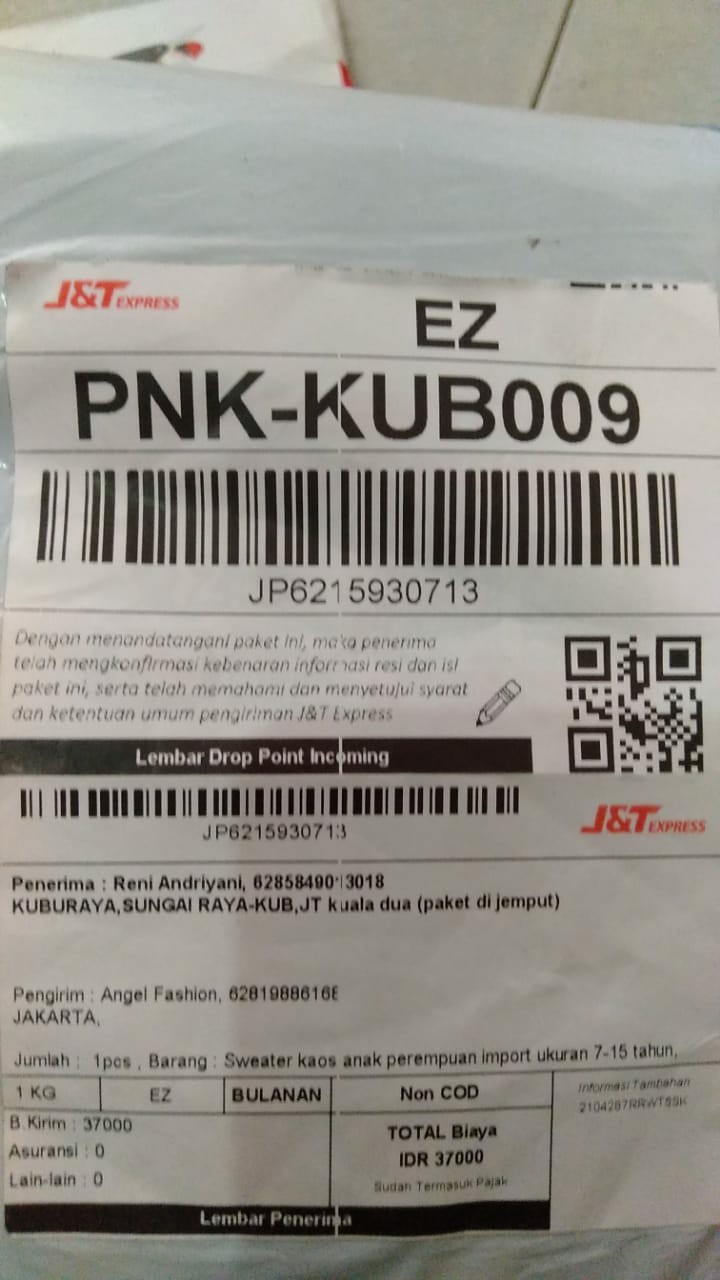 J&T EXPRESS
EZ
PNK-KUB009
JP6215930713
Dengan menandatangani paket ini, maka penerima
telah mengkonfirmasi kebenaran informasi resi dan isi
paket ini, serta telah memahami dan menyetujui syarat
dan ketentuan umum pengiriman J&T Express
Lembar Drop Point Incoming
JP6215930713
J&T EXPRESS
Penerima : Reni Andriyani,
KUBURAYA,SUNGAI RAYA-KUB,JT kuala dua (paket di jemput)
Pengirim : Angel Fashion,
JAKARTA,
Jumlah : 1pcs , Barang : Sweater kaos anak perempuan import ukuran 7-15 tahun,
1 KG EZ BULANAN Non COD Informasi Tambahan
B.Kirim : 37000
Asuransi : 0
Lain-lain : 0
TOTAL Biaya
IDR 37000
Sudah Termasuk Pajak
Lembar Penerima